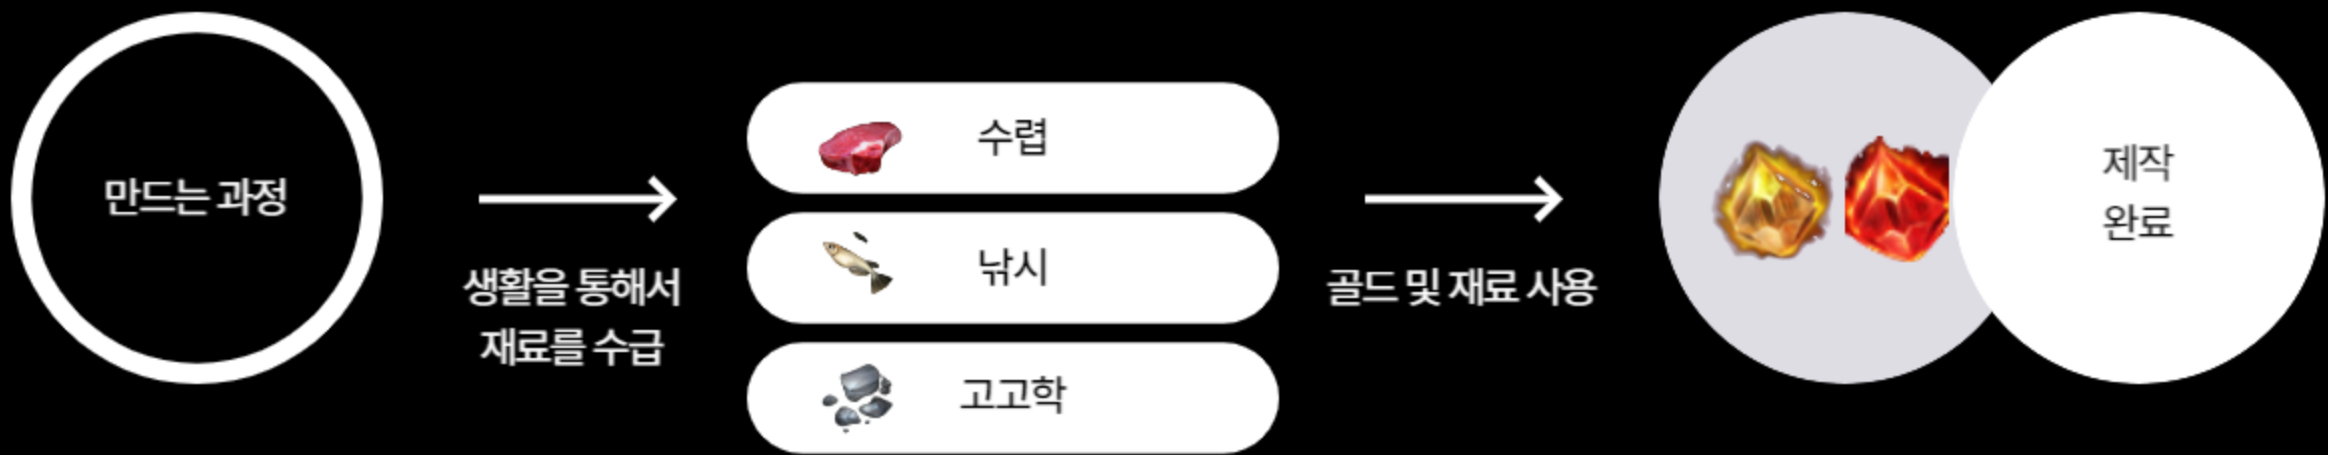 만드는 과정
생활을 통해서
재료를 수급
수렵
낚시
고고학
골드 및 재료 사용
제작
완료